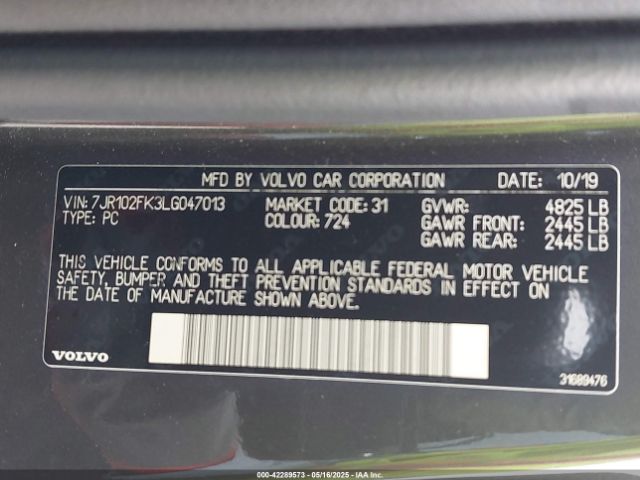 MFD BY VOLVO CAR CORPORATION DATE: 10/19
VIN: 7JR102FK3LG047013 MARKET CODE: 31 GVWR: 4825 LB
TYPE: PC COLOUR: 724 GAWR FRONT: 2445 LB
GAWR REAR: 2445 LB
THIS VEHICLE CONFORMS TO ALL APPLICABLE FEDERAL MOTOR VEHICLE
SAFETY, BUMPER AND THEFT PREVENTION STANDARDS IN EFFECT ON
THE DATE OF MANUFACTURE SHOWN ABOVE.
VOLVO 31689476
000-42289573 - 05/16/2025 - IAAI.com